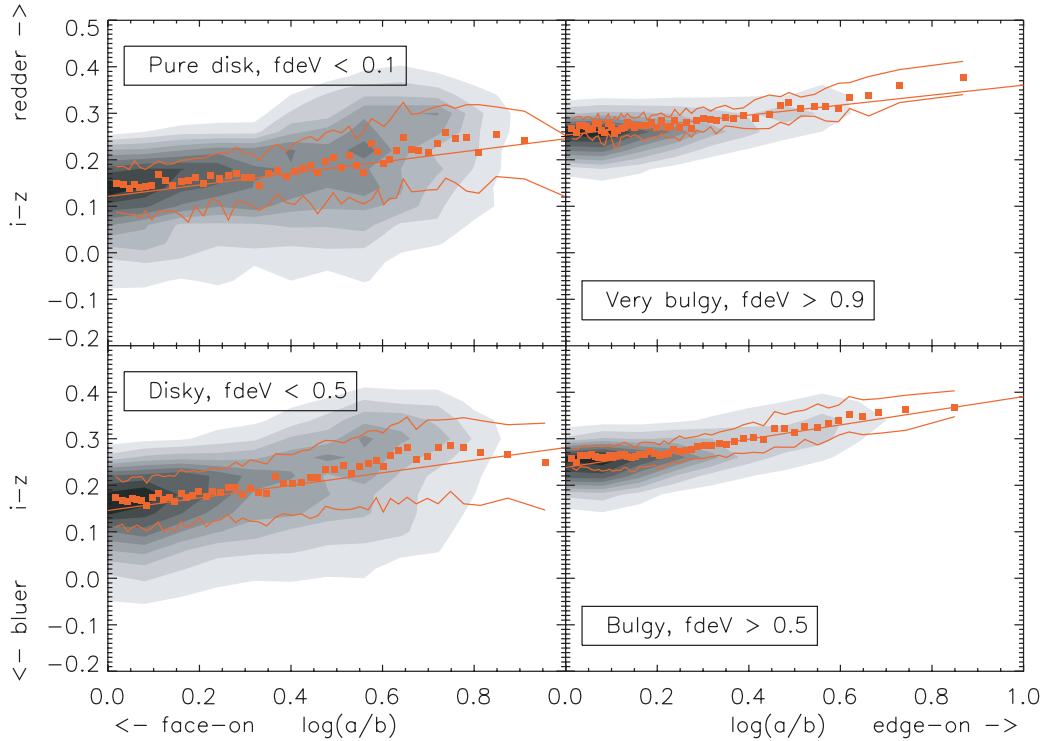 redder —>
i-z
0.5
0.4
0.3
0.2
0.1
0.0
-0.1
-0.2
Pure disk, fdeV < 0.1
Very bulgy, fdeV > 0.9
<- bluer
i-z
0.4
0.3
0.2
0.1
0.0
-0.1
-0.2
Disky, fdeV < 0.5
Bulgy, fdeV > 0.5
0.0 0.2 0.4 0.6 0.8 0.0 0.2 0.4 0.6 0.8 1.0
<- face-on log(a/b) log(a/b) edge-on ->